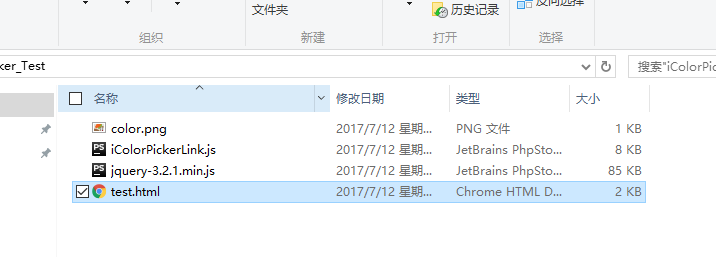 文件夹
历史记录
反向选择
组织
新建
打开
选择
ker_Test
搜索"iColorPi
名称 修改日期 类型 大小
color.png 2017/7/12 星期... PNG 文件 1 KB
iColorPickerLink.js 2017/7/12 星期... JetBrains PhpSto... 8 KB
jquery-3.2.1.min.js 2017/7/12 星期... JetBrains PhpSto... 85 KB
test.html 2017/7/12 星期... Chrome HTML D... 2 KB